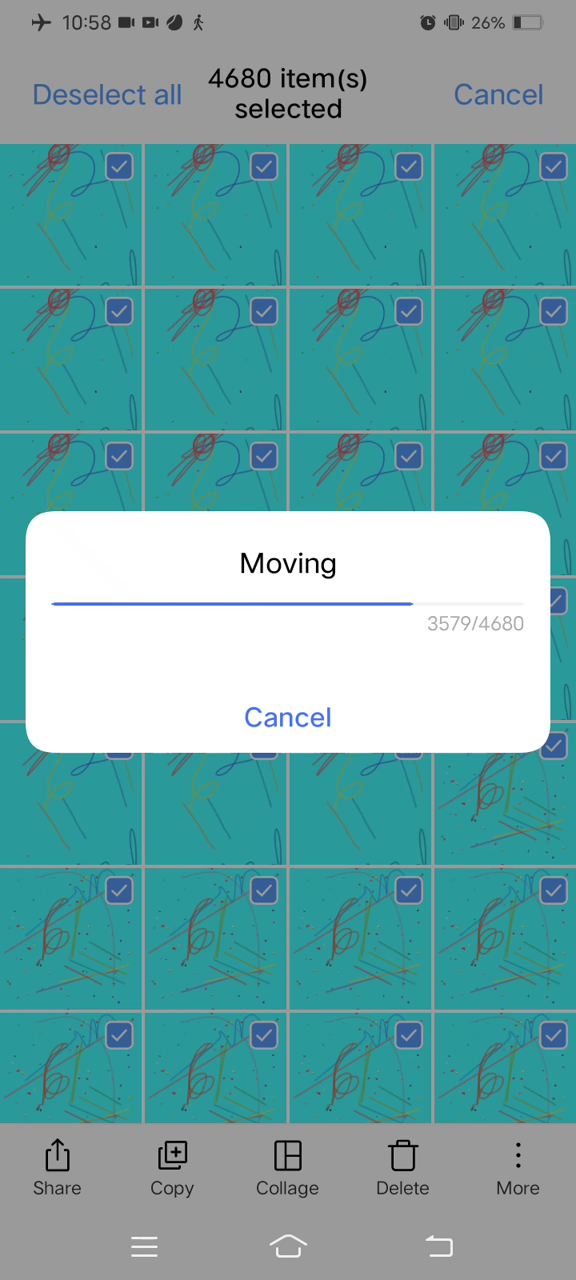 10:58
26%
Deselect all
4680 item(s)
selected
Cancel
Moving
3579/4680
Cancel
Share
Copy
Collage
Delete
More